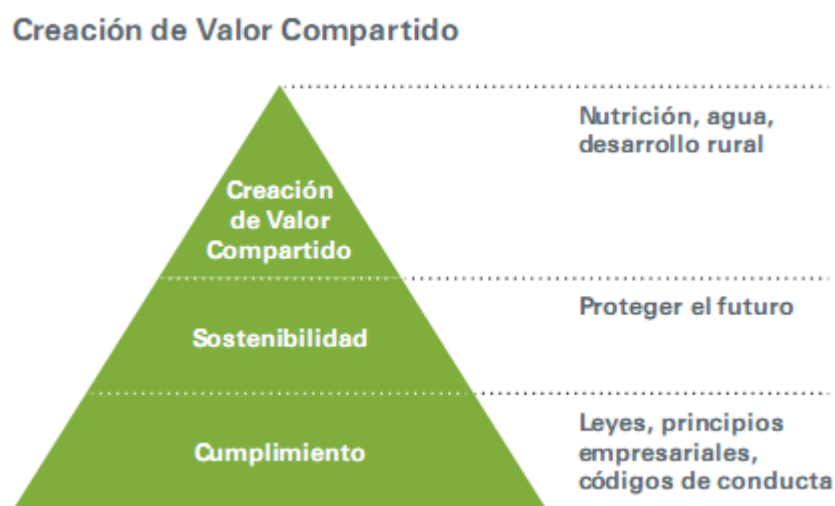 Creación de Valor Compartido
Nutrición, agua,
desarrollo rural
Creación
de Valor
Compartido
Proteger el futuro
Sostenibilidad
Leyes, principios
empresariales,
códigos de conducta
Cumplimiento